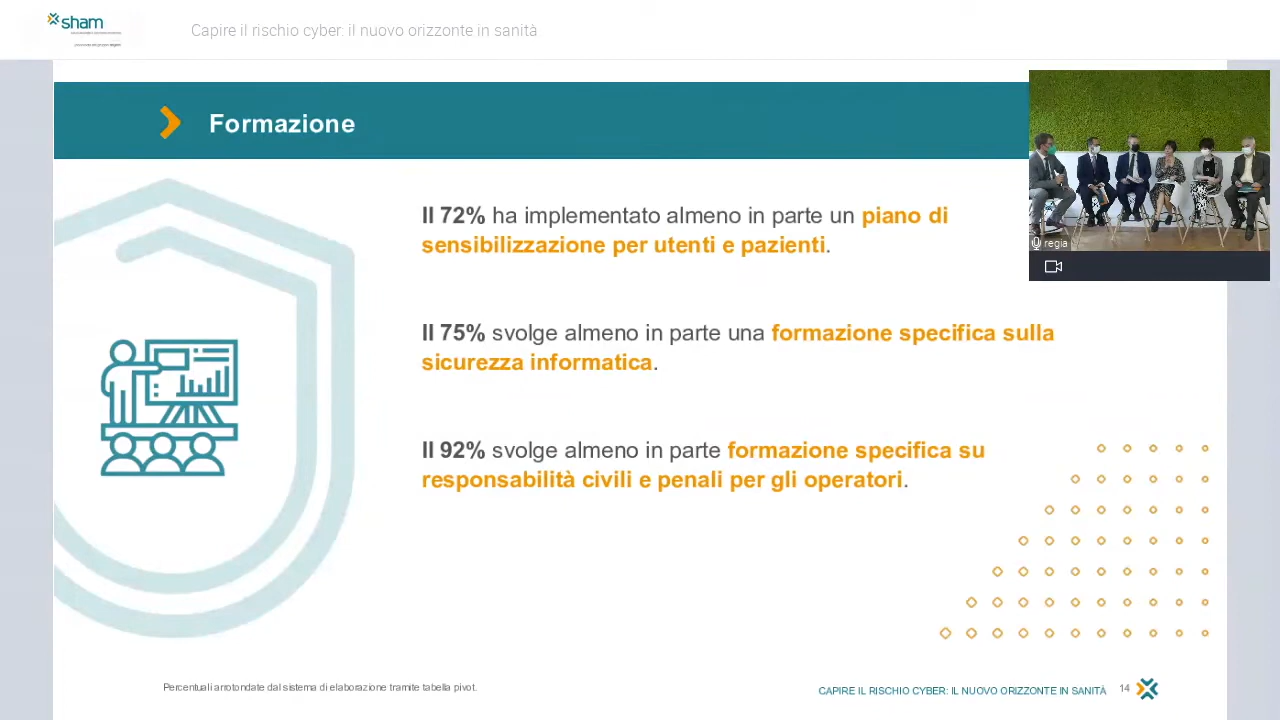 sham
Capire il rischio cyber: il nuovo orizzonte in sanità
Formazione
Il 72% ha implementato almeno in parte un piano di
sensibilizzazione per utenti e pazienti.
regia
Il 75% svolge almeno in parte una formazione specifica sulla
sicurezza informatica.
Il 92% svolge almeno in parte formazione specifica su
responsabilità civili e penali per gli operatori.
Percentuali arrotondate dal sistema di elaborazione tramite tabella pivot.
CAPIRE IL RISCHIO CYBER: IL NUOVO ORIZZONTE IN SANITÀ 14